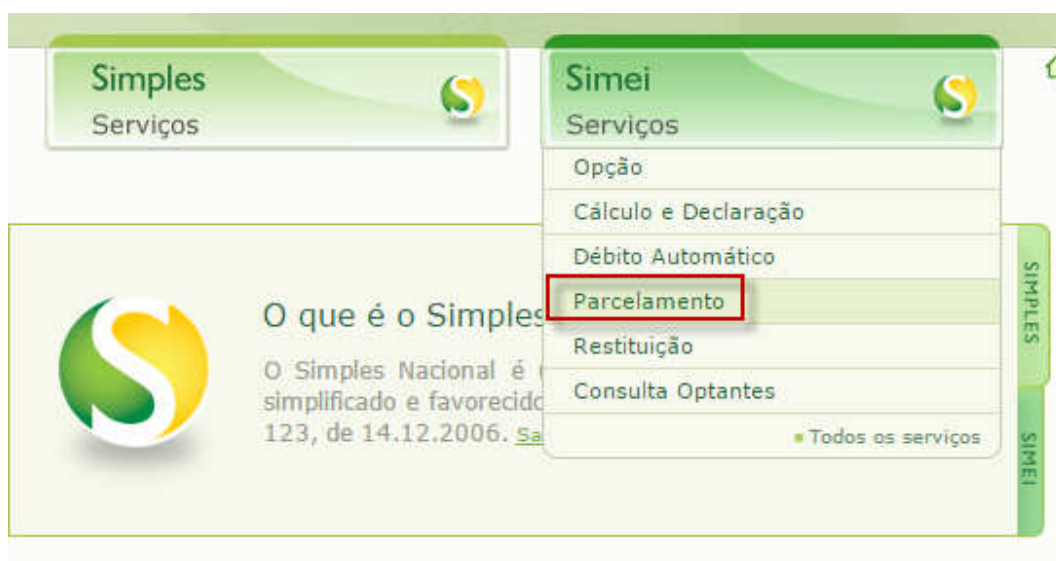 Simples
Serviços
Simei
Serviços
Opção
Cálculo e Declaração
Débito Automático
Parcelamento
Restituição
Consulta Optantes
Todos os serviços
O que é o Simples
O Simples Nacional é
simplificado e favorecido
123, de 14.12.2006.
SIMPLES
SIMEI